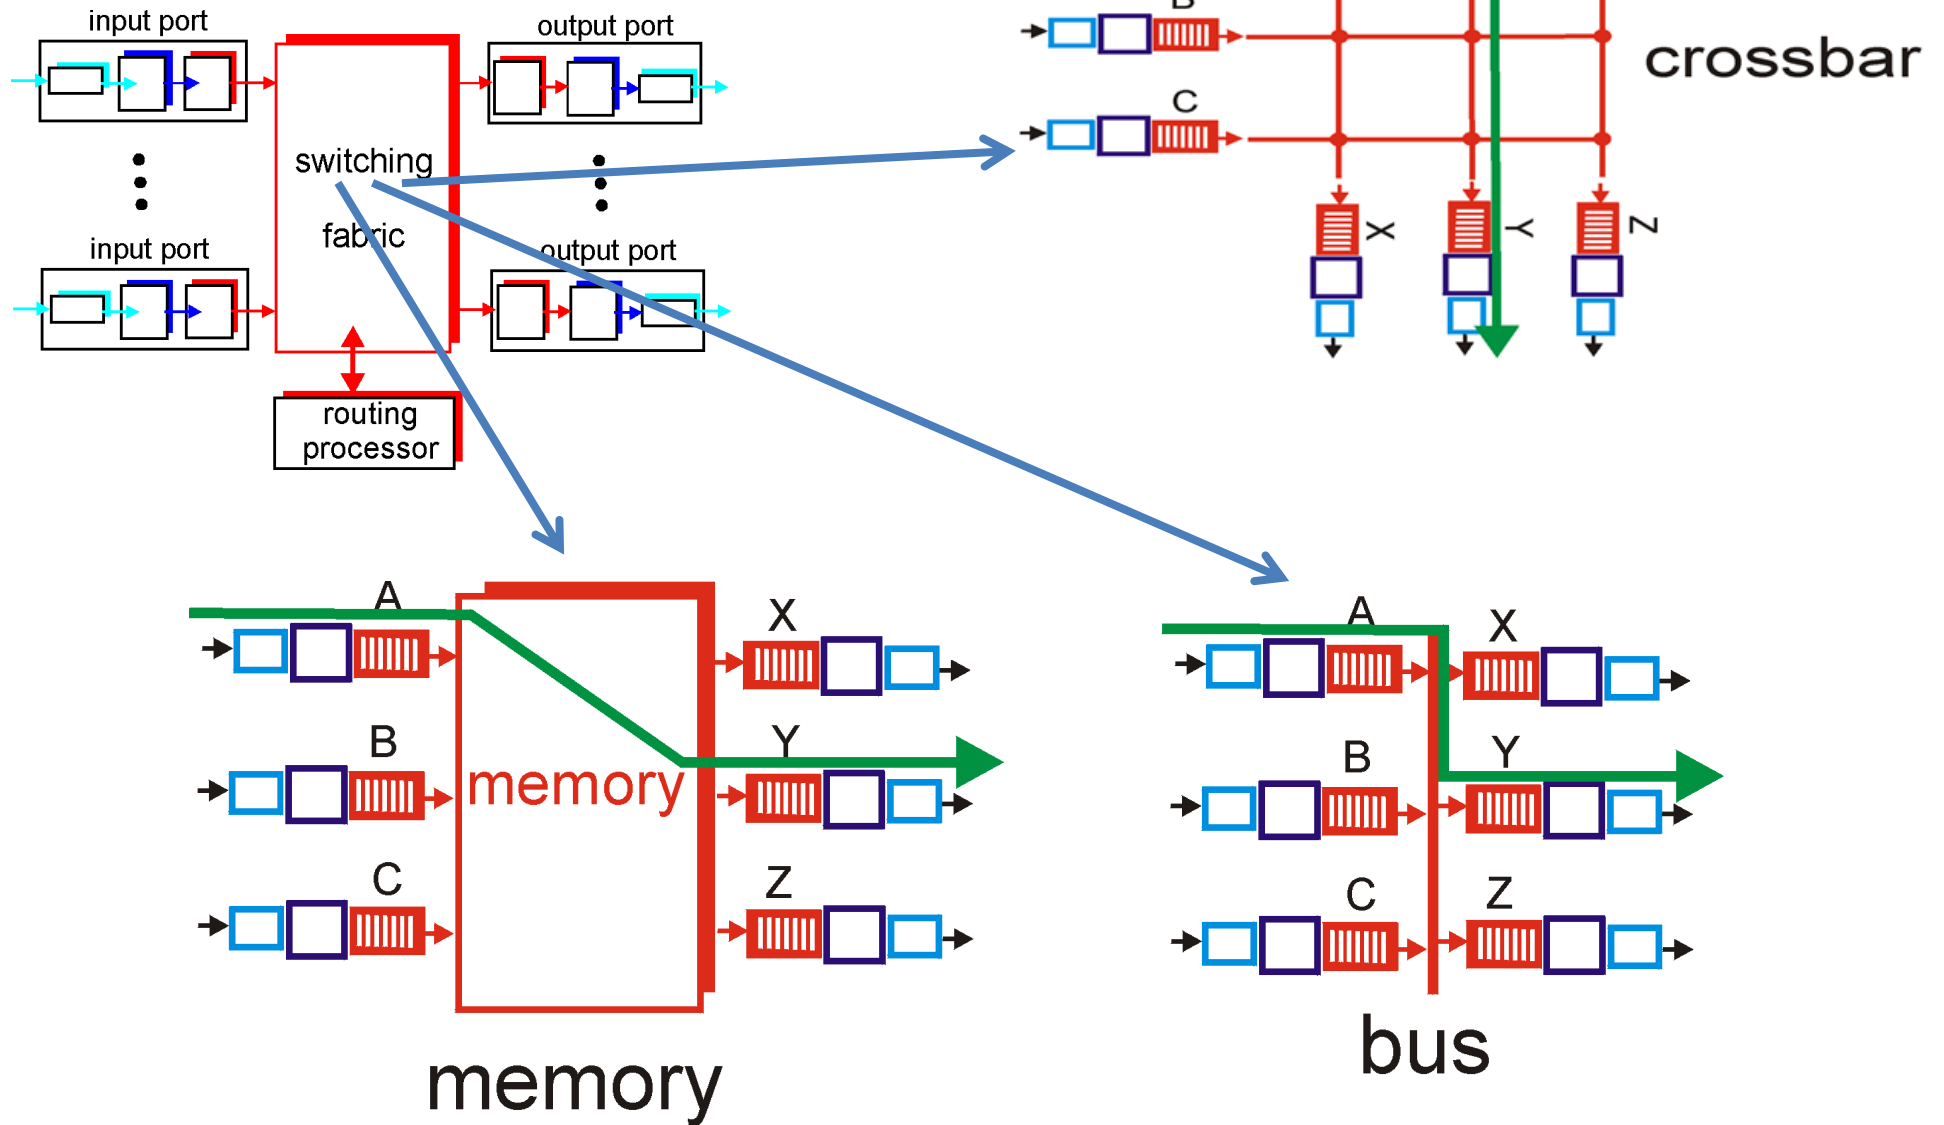 input port
output port
B
crossbar
C
switching
fabric
input port
output port
X
Y
Z
routing
processor
A
X
B
Y
memory
C
Z
memory
A
X
B
Y
C
Z
bus